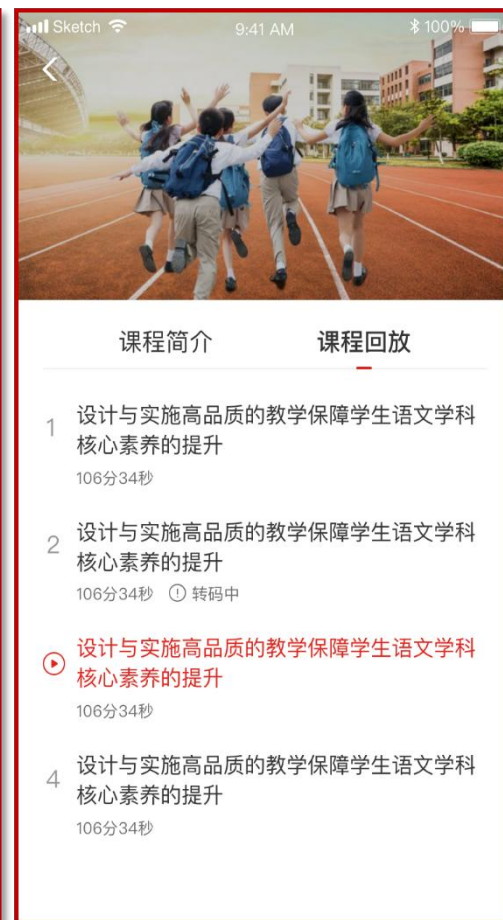 Sketch
9:41 AM
100%
课程简介
课程回放
1
设计与实施高品质的教学保障学生语文学科
核心素养的提升
106分34秒
2
设计与实施高品质的教学保障学生语文学科
核心素养的提升
106分34秒 转码中
设计与实施高品质的教学保障学生语文学科
核心素养的提升
106分34秒
4
设计与实施高品质的教学保障学生语文学科
核心素养的提升
106分34秒